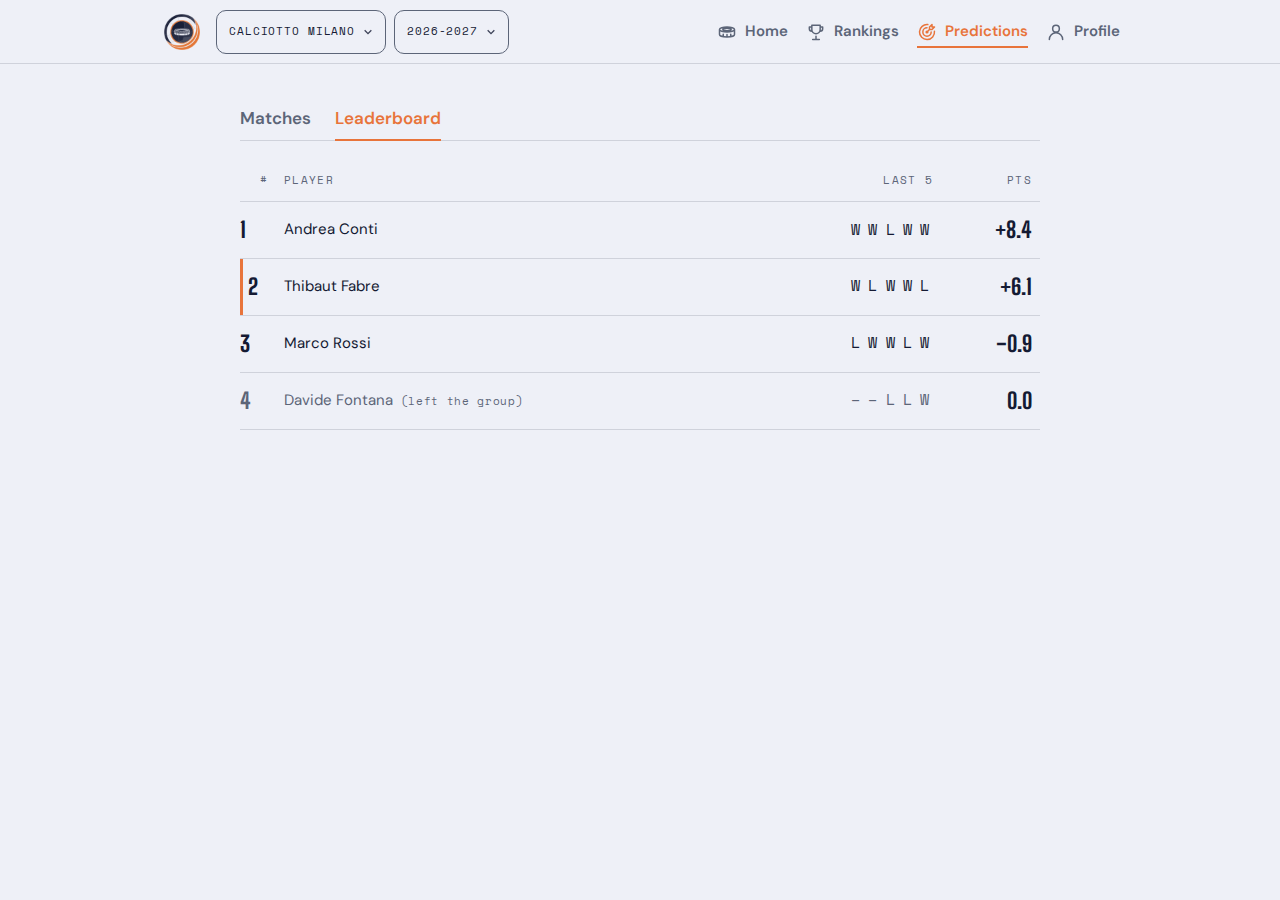 CALCIOTTO MILANO 2026-2027 Home Rankings Predictions Profile
Matches Leaderboard
# PLAYER LAST 5 PTS
1 Andrea Conti W W L W W +8.4
2 Thibaut Fabre W L W W L +6.1
3 Marco Rossi L W W L W −0.9
4 Davide Fontana (left the group) – – L L W 0.0